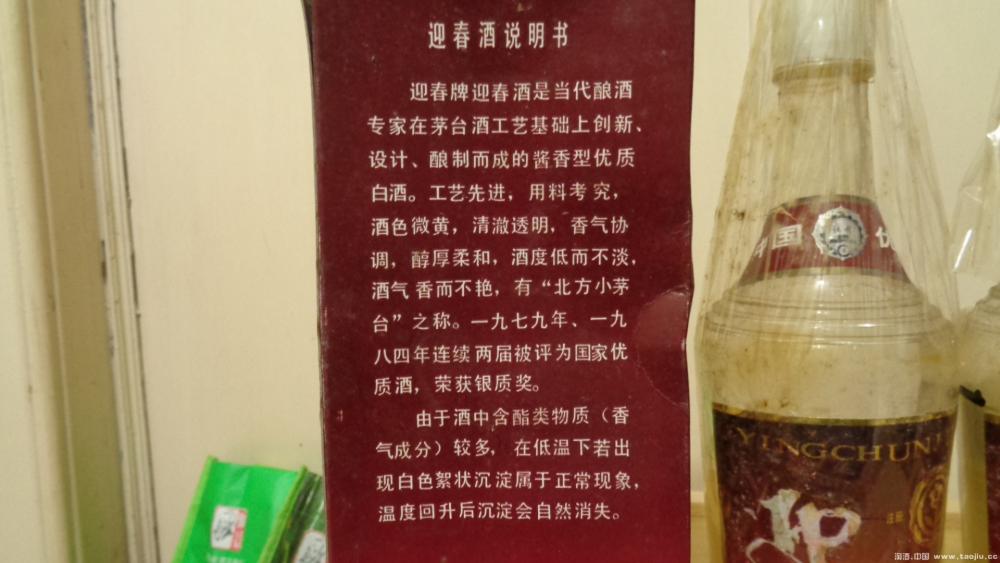 迎春酒说明书
迎春牌迎春酒是当代酿酒
专家在茅台酒工艺基础上创新、
设计、酿制而成的酱香型优质
白酒。工艺先进，用料考究，
酒色微黄，清澈透明，香气协
调，醇厚柔和，酒度低而不淡，
酒气香而不艳，有“北方小茅
台”之称。一九七九年、一九
八四年连续两届被评为国家优
质酒，荣获银质奖。
由于酒中含酯类物质（香
气成分）较多，在低温下若出
现白色絮状沉淀属于正常现象，
温度回升后沉淀会自然消失。
中国 优
YINGCHUN
迎
注册
淘酒.中国 www.taojiu.cc